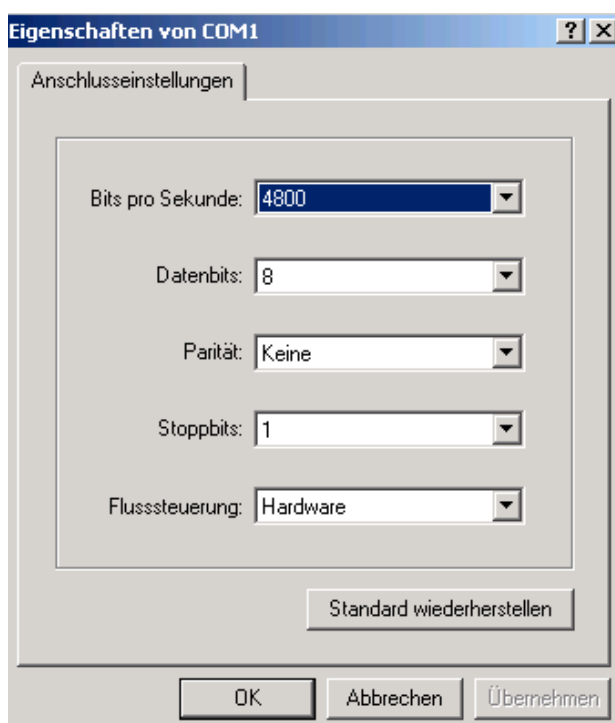 Eigenschaften von COM1
Anschlusseinstellungen
Bits pro Sekunde: 4800
Datenbits: 8
Parität: Keine
Stoppbits: 1
Flusssteuerung: Hardware
Standard wiederherstellen
OK Abbrechen Übernehmen